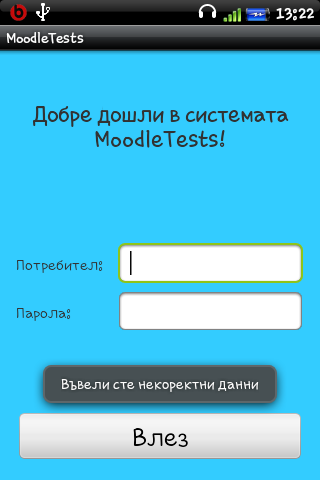 13:22
MoodleTests
Добре дошли в системата
MoodleTests!
Потребител:
Парола:
Въвели сте некоректни данни
Влез